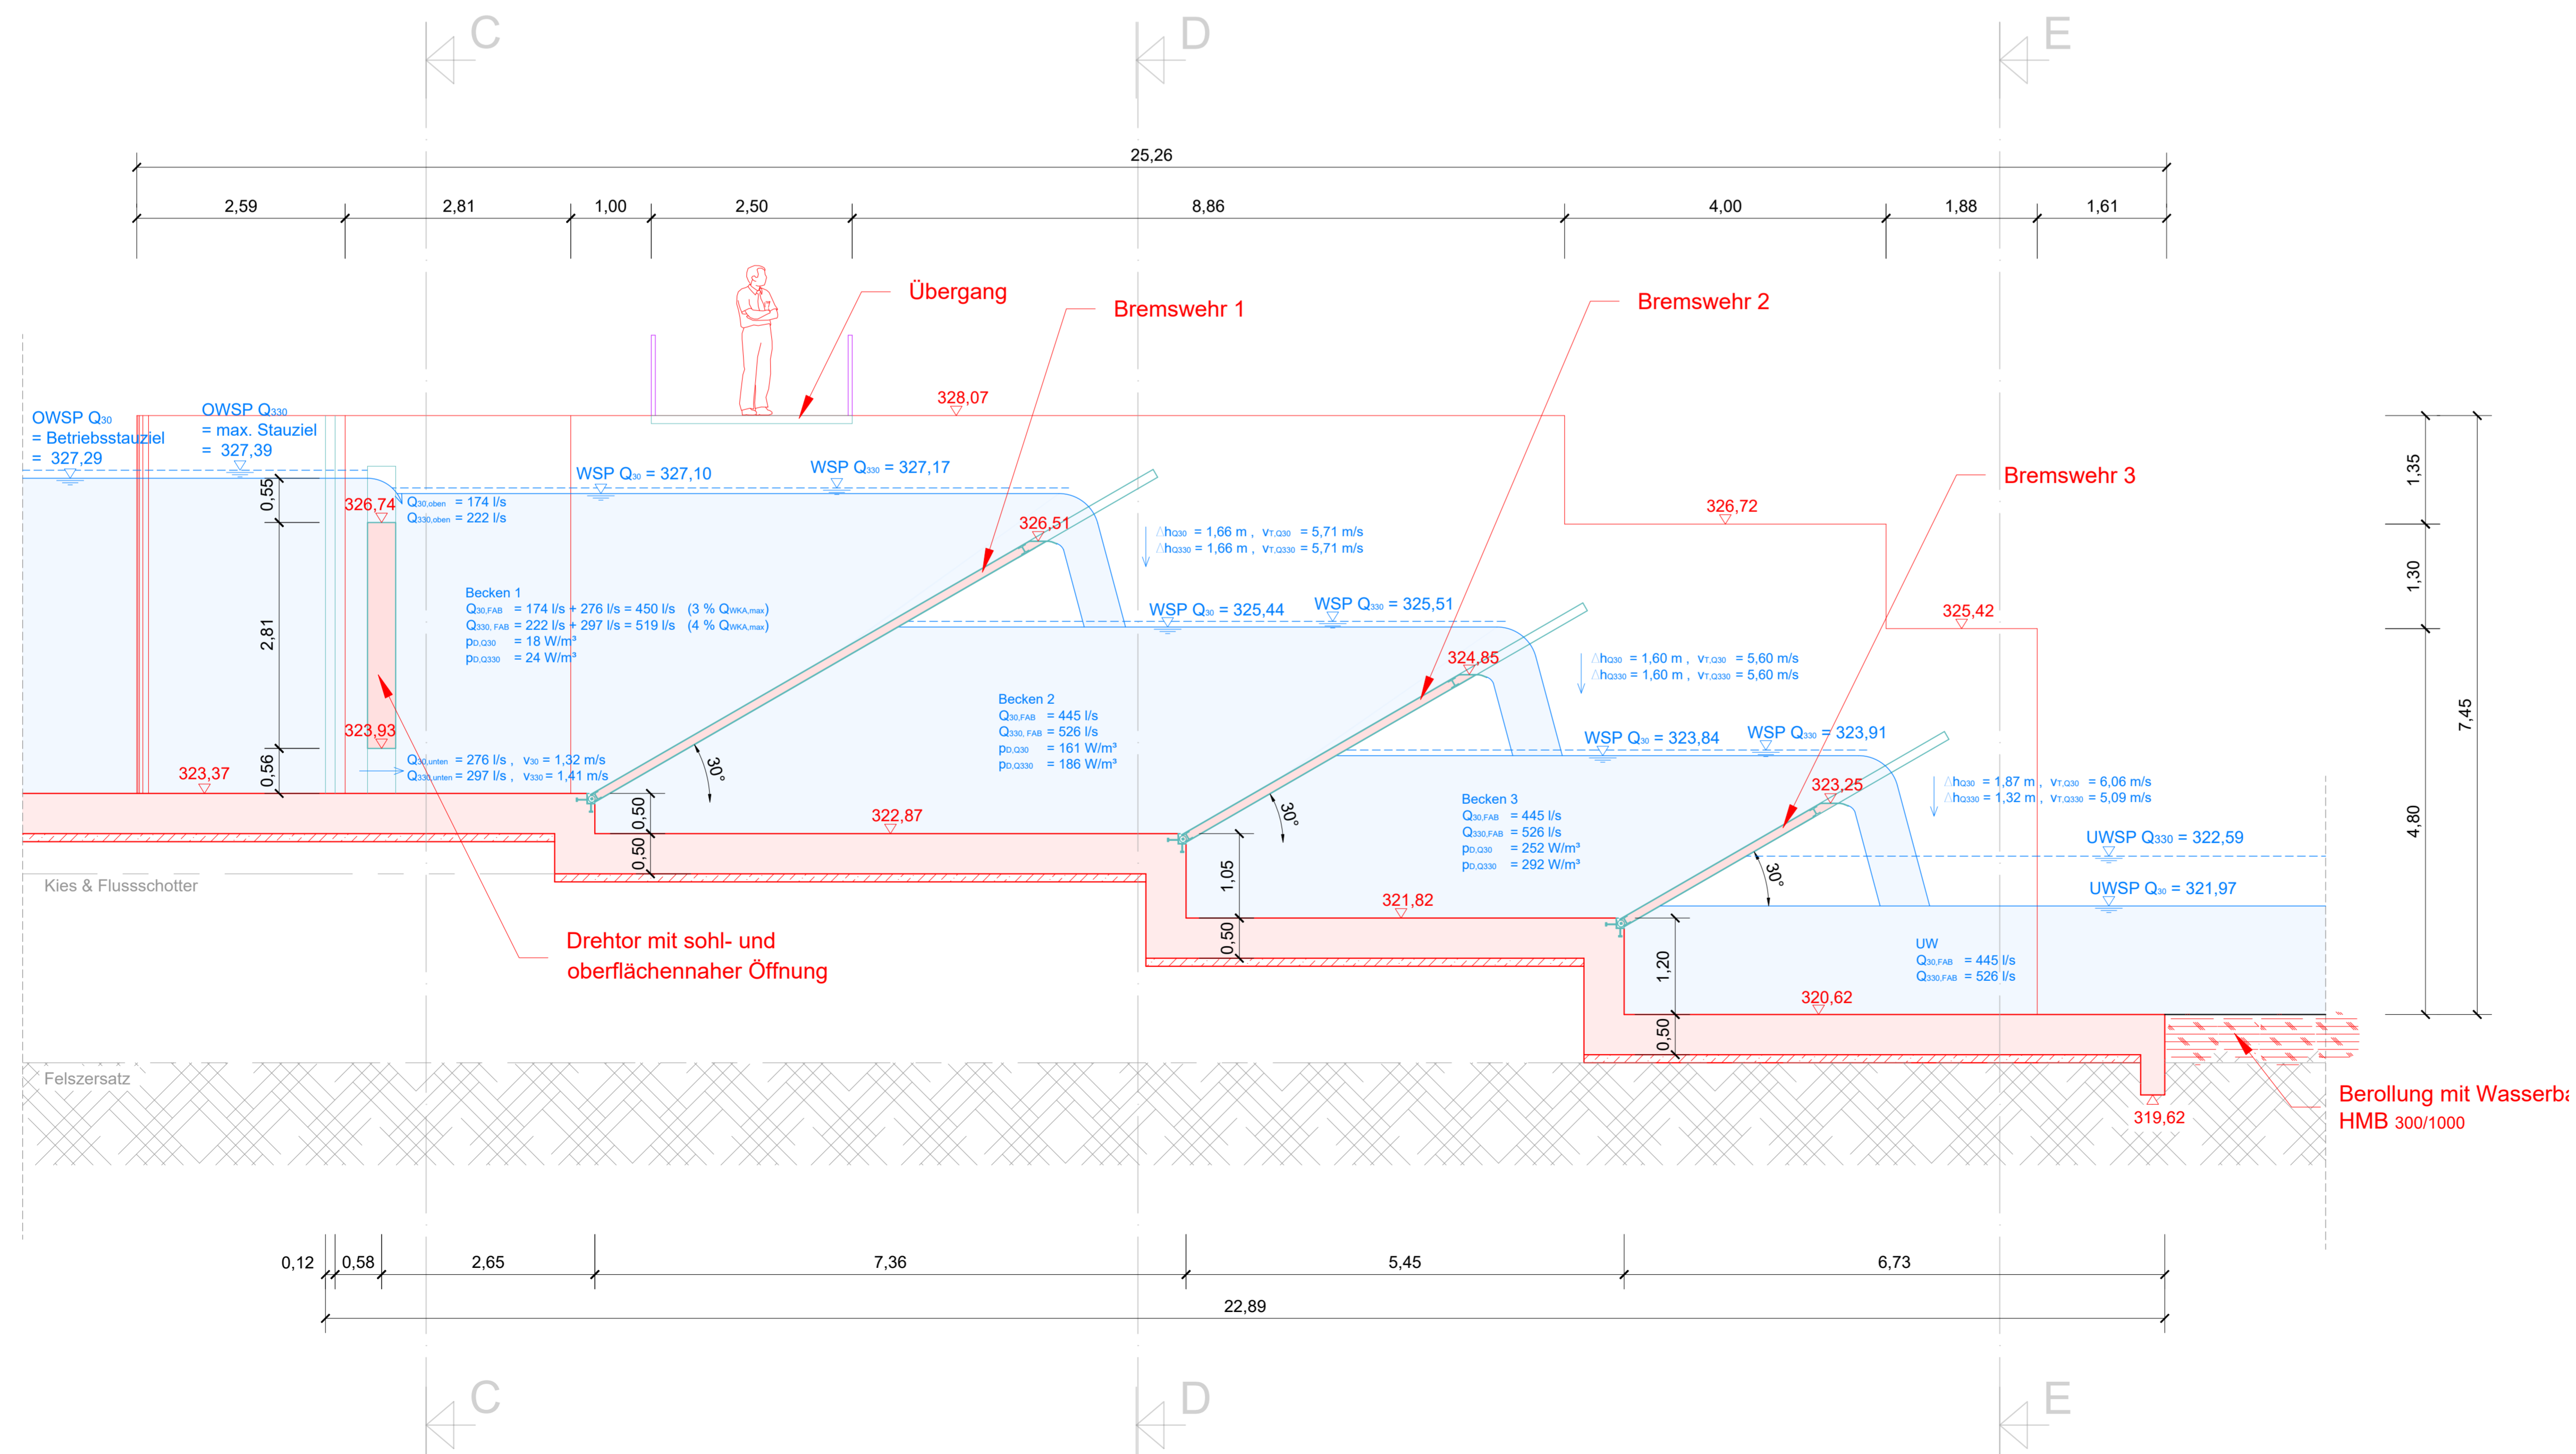 C
D
E
25,26
2,59
2,81
1,00
2,50
8,86
4,00
1,88
1,61
Übergang
Bremswehr 1
Bremswehr 2
Bremswehr 3
328,07
326,72
325,42
OWSP Q30
= Betriebsstauziel
= 327,29
OWSP Q330
= max. Stauziel
= 327,39
WSP Q30 = 327,10
WSP Q330 = 327,17
0,55
2,81
0,56
326,74
323,93
323,37
Q30,oben = 174 l/s
Q330,oben = 222 l/s
326,51
∆hQ30 = 1,66 m , vT,Q30 = 5,71 m/s
∆hQ330 = 1,66 m , vT,Q330 = 5,71 m/s
Becken 1
Q30,FAB = 174 l/s + 276 l/s = 450 l/s (3 % QWKA,max)
Q330, FAB = 222 l/s + 297 l/s = 519 l/s (4 % QWKA,max)
pD,Q30 = 18 W/m³
pD,Q330 = 24 W/m³
WSP Q30 = 325,44
WSP Q330 = 325,51
324,85
∆hQ30 = 1,60 m , vT,Q30 = 5,60 m/s
∆hQ330 = 1,60 m , vT,Q330 = 5,60 m/s
Becken 2
Q30,FAB = 445 l/s
Q330, FAB = 526 l/s
pD,Q30 = 161 W/m³
pD,Q330 = 186 W/m³
WSP Q30 = 323,84
WSP Q330 = 323,91
Q30,unten = 276 l/s , v30 = 1,32 m/s
Q330,unten = 297 l/s , v330 = 1,41 m/s
30°
30°
30°
323,25
∆hQ30 = 1,87 m , vT,Q30 = 6,06 m/s
∆hQ330 = 1,32 m , vT,Q330 = 5,09 m/s
Becken 3
Q30,FAB = 445 l/s
Q330,FAB = 526 l/s
pD,Q30 = 252 W/m³
pD,Q330 = 292 W/m³
UWSP Q330 = 322,59
UWSP Q30 = 321,97
0,50
0,50
322,87
1,05
0,50
321,82
1,20
0,50
320,62
UW
Q30,FAB = 445 l/s
Q330,FAB = 526 l/s
1,35
1,30
4,80
7,45
Kies & Flussschotter
Drehtor mit sohl- und
oberflächennaher Öffnung
Felszersatz
319,62
Berollung mit Wasserba
HMB 300/1000
0,12
0,58
2,65
7,36
5,45
6,73
22,89
C
D
E